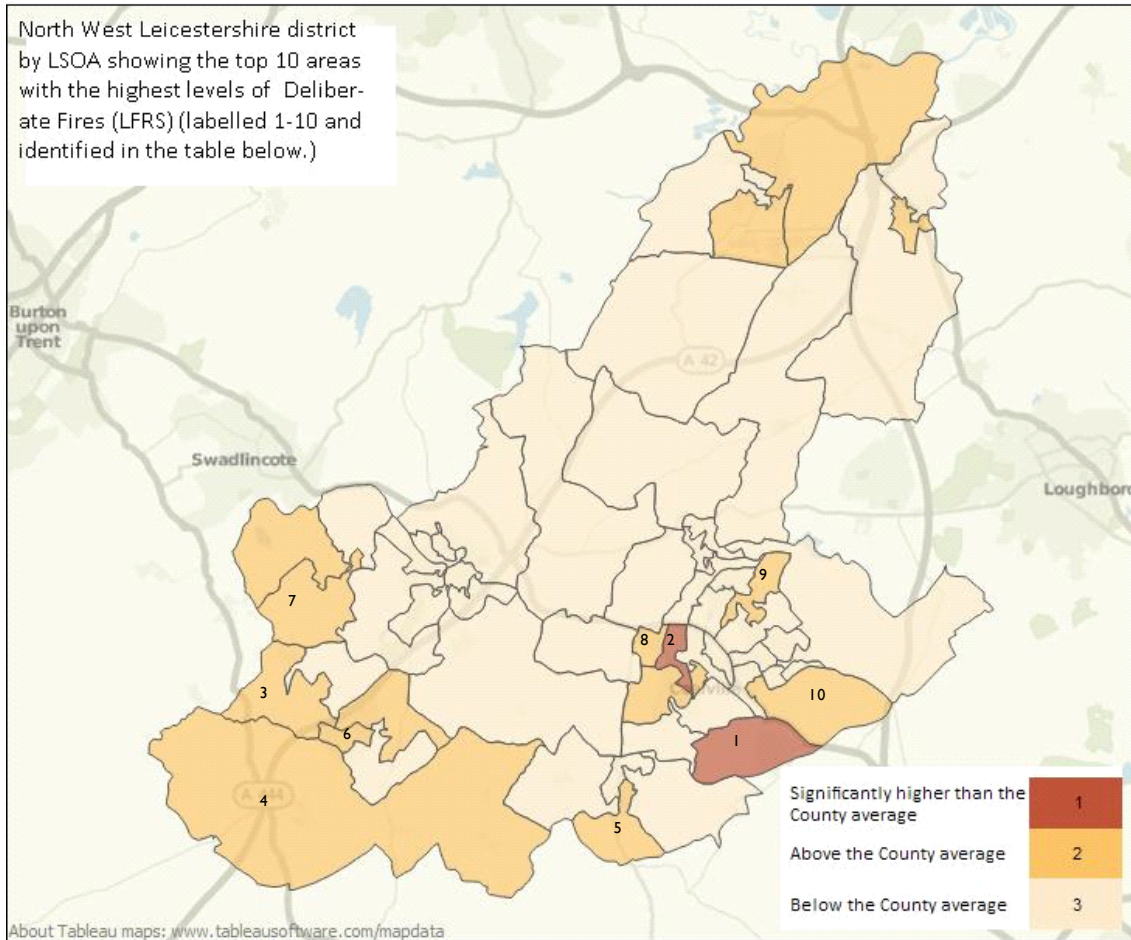 North West Leicestershire district
by LSOA showing the top 10 areas
with the highest levels of Deliber-
ate Fires (LFRS) (labelled 1-10 and
identified in the table below.)
Burton
upon
Trent
A 42
Swadlincote
Loughboro
9
7
8
2
3
10
6
1
4
A 444
5
Significantly higher than the
County average
1
Above the County average
2
Below the County average
3
About Tableau maps: www.tableausoftware.com/mapdata